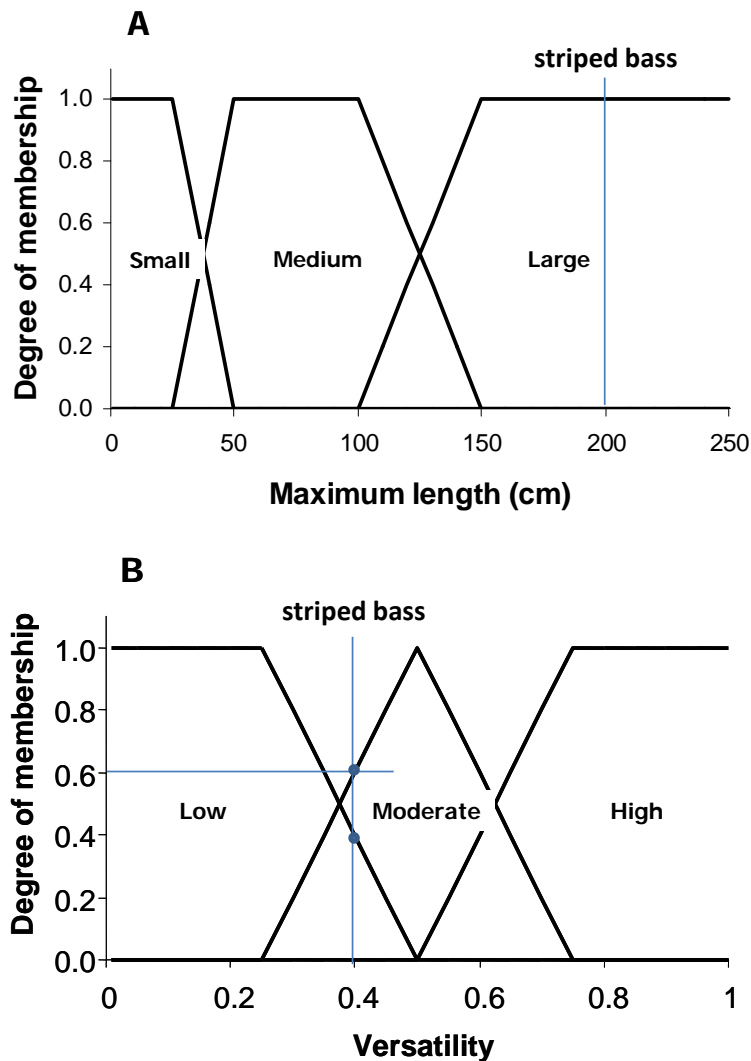 A
striped bass
Degree of membership
1.0
0.8
0.6
0.4
0.2
0.0
Small
Medium
Large
0 50 100 150 200 250
Maximum length (cm)
B
striped bass
Degree of membership
1.0
0.8
0.6
0.4
0.2
0.0
Low
Moderate
High
0 0.2 0.4 0.6 0.8 1
Versatility